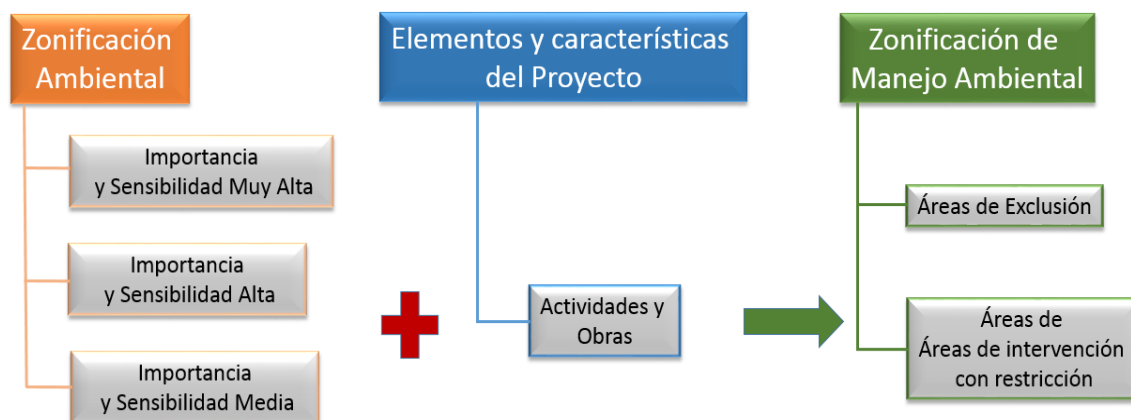 Zonificación
Ambiental
Importancia
y Sensibilidad Muy Alta
Importancia
y Sensibilidad Alta
Importancia
y Sensibilidad Media
Elementos y características
del Proyecto
Actividades y
Obras
Zonificación de
Manejo Ambiental
Áreas de Exclusión
Áreas de
Áreas de intervención
con restricción